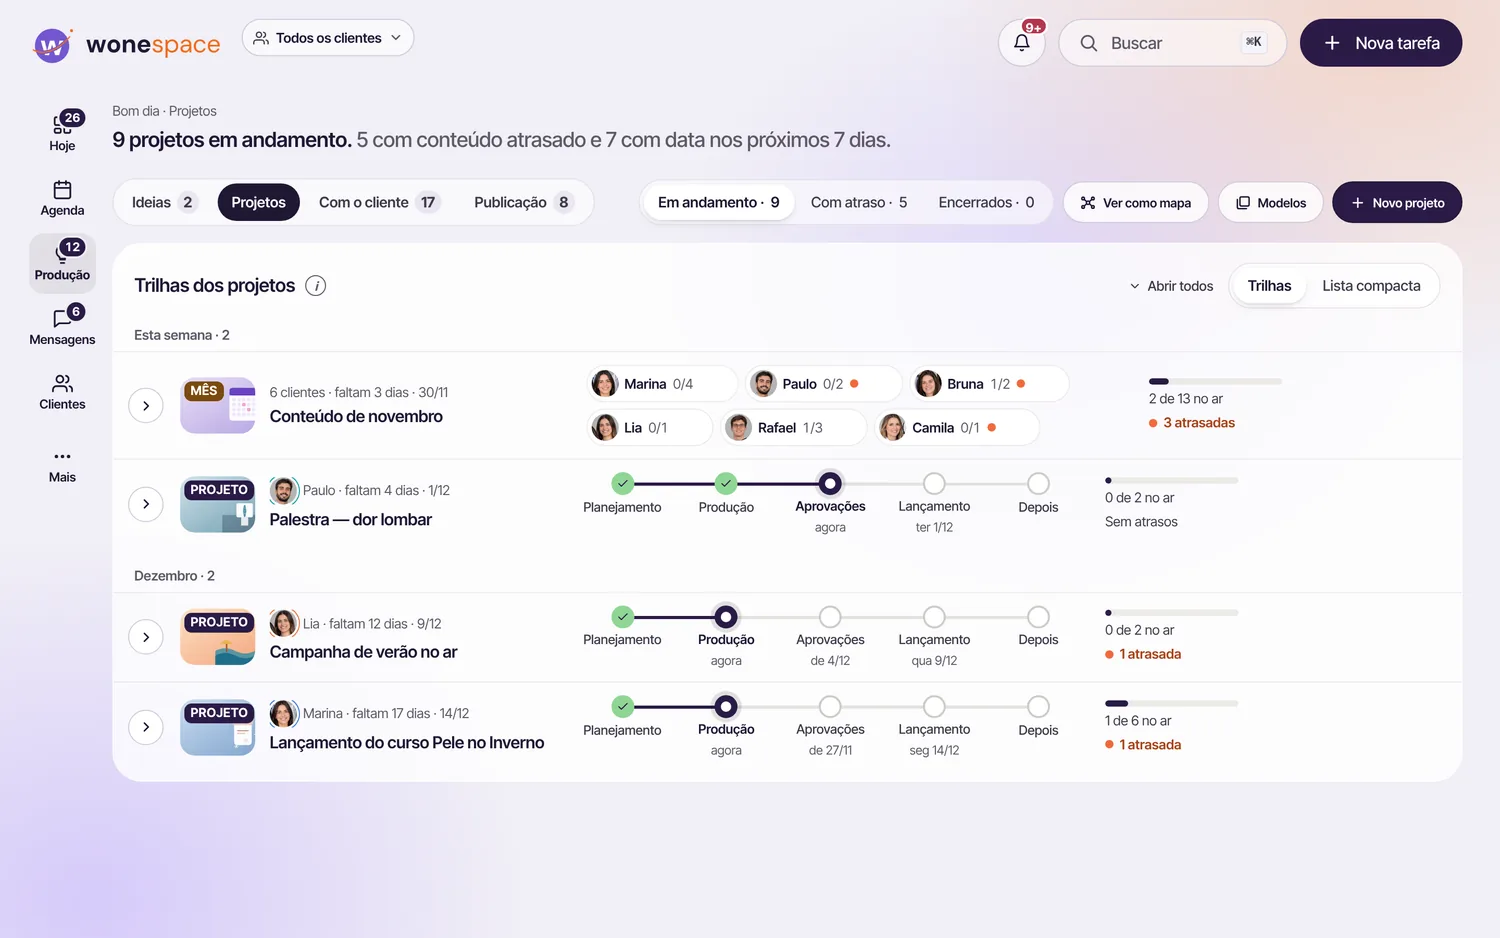 wonespace
Todos os clientes
9+
Buscar
⌘K
+ Nova tarefa
26
Hoje
Agenda
12
Produção
6
Mensagens
Clientes
Mais
Bom dia · Projetos
9 projetos em andamento. 5 com conteúdo atrasado e 7 com data nos próximos 7 dias.
Ideias 2
Projetos
Com o cliente 17
Publicação 8
Em andamento · 9
Com atraso · 5
Encerrados · 0
Ver como mapa
Modelos
+ Novo projeto
Trilhas dos projetos i
Abrir todos
Trilhas
Lista compacta
Esta semana · 2
MÊS
6 clientes · faltam 3 dias · 30/11
Conteúdo de novembro
Marina 0/4
Paulo 0/2
Bruna 1/2
Lia 0/1
Rafael 1/3
Camila 0/1
2 de 13 no ar
3 atrasadas
PROJETO
Paulo · faltam 4 dias · 1/12
Palestra — dor lombar
Planejamento
Produção
Aprovações
agora
Lançamento
ter 1/12
Depois
0 de 2 no ar
Sem atrasos
Dezembro · 2
PROJETO
Lia · faltam 12 dias · 9/12
Campanha de verão no ar
Planejamento
Produção
agora
Aprovações
de 4/12
Lançamento
qua 9/12
Depois
0 de 2 no ar
1 atrasada
PROJETO
Marina · faltam 17 dias · 14/12
Lançamento do curso Pele no Inverno
Planejamento
Produção
agora
Aprovações
de 27/11
Lançamento
seg 14/12
Depois
1 de 6 no ar
1 atrasada